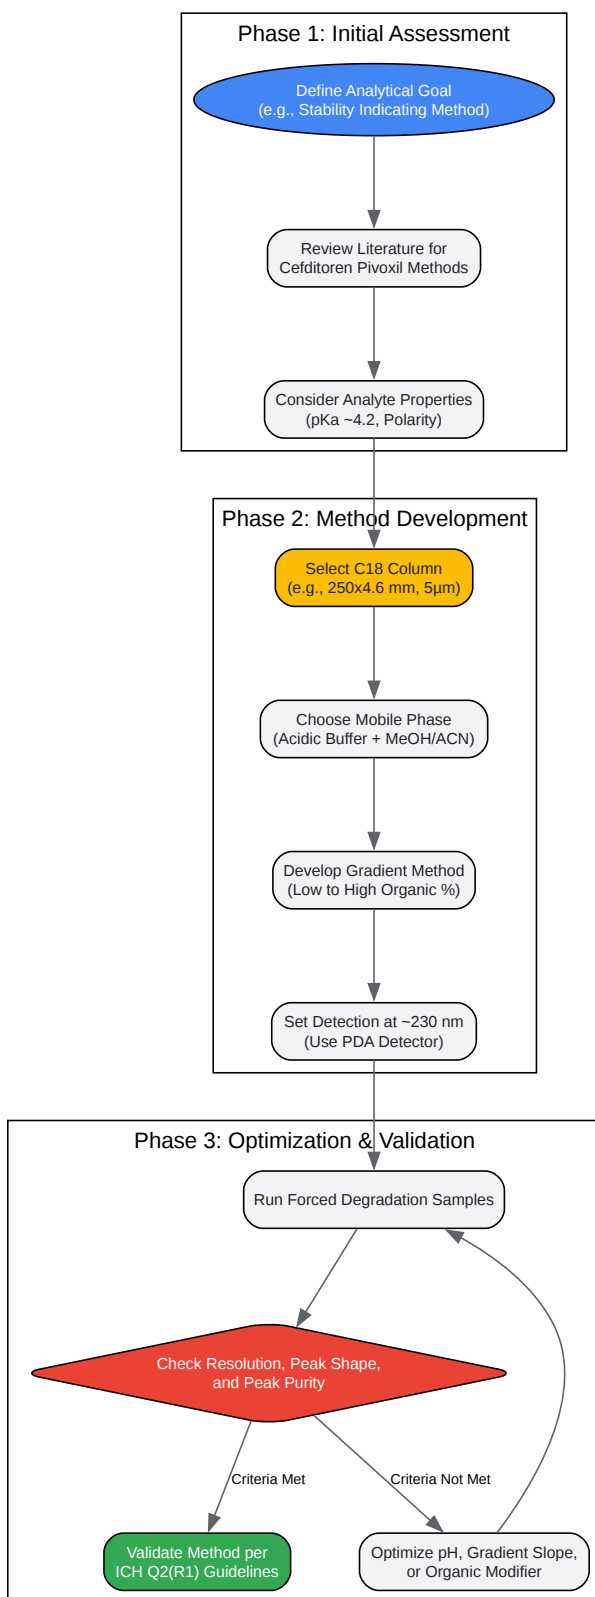 Phase 1: Initial Assessment
Define Analytical Goal
(e.g., Stability Indicating Method)
Review Literature for
Cefditoren Pivoxil Methods
Consider Analyte Properties
(pKa ~4.2, Polarity)
Phase 2: Method Development
Select C18 Column
(e.g., 250x4.6 mm, 5µm)
Choose Mobile Phase
(Acidic Buffer + MeOH/ACN)
Develop Gradient Method
(Low to High Organic %)
Set Detection at ~230 nm
(Use PDA Detector)
Phase 3: Optimization & Validation
Run Forced Degradation Samples
Check Resolution, Peak Shape,
and Peak Purity
Criteria Met
Criteria Not Met
Validate Method per
ICH Q2(R1) Guidelines
Optimize pH, Gradient Slope,
or Organic Modifier